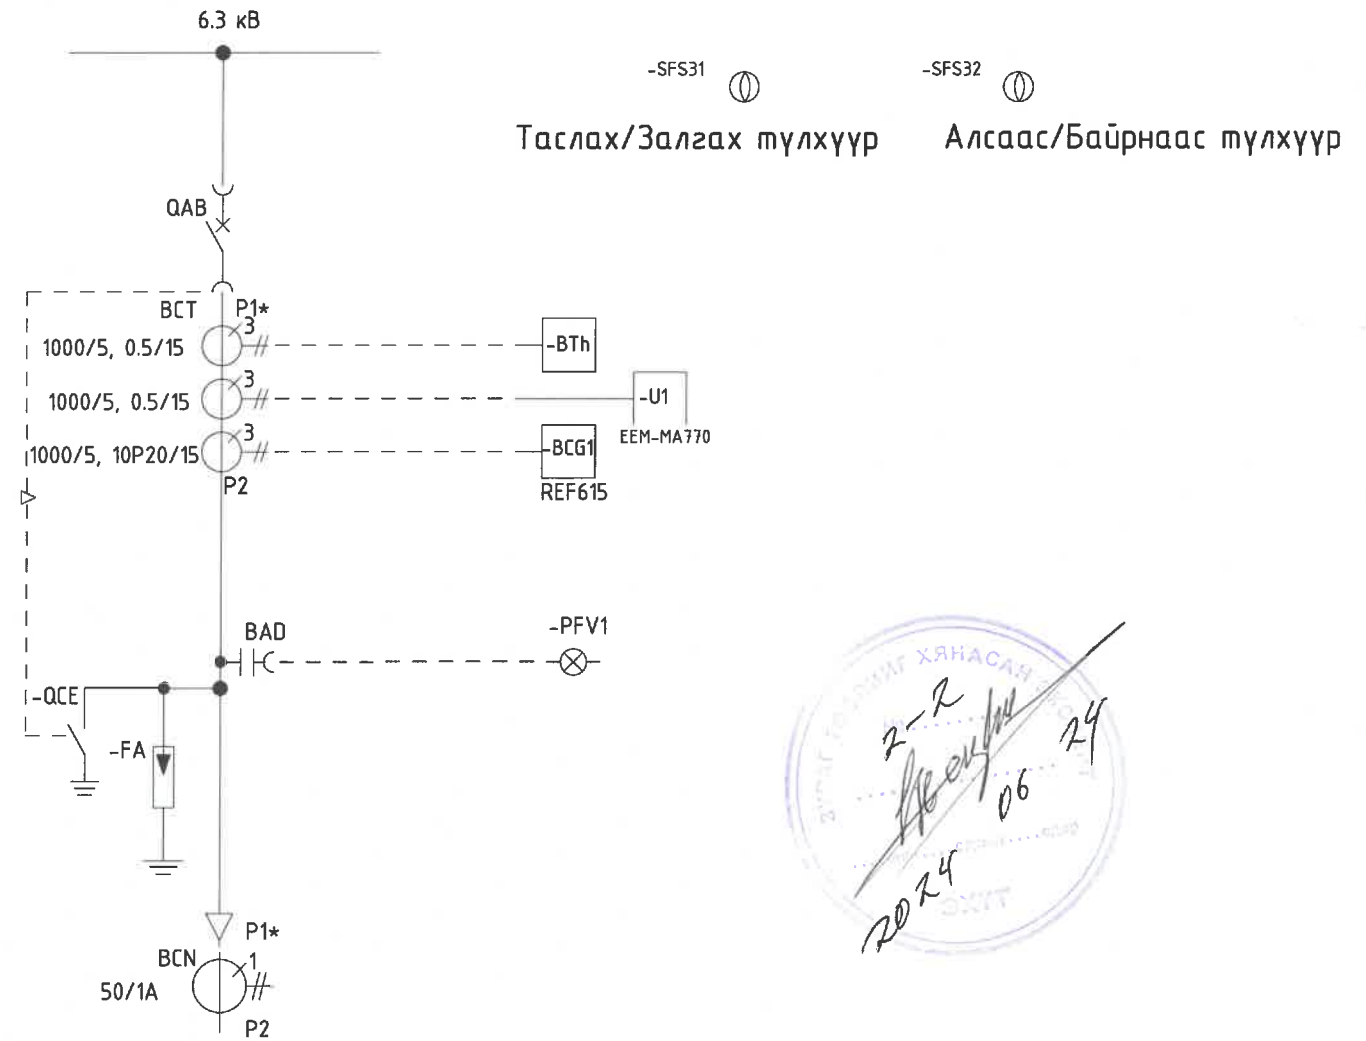 6.3 кВ
-SFS31
-SFS32
Таслах/Залгах түлхүүр
Алсаас/Байрнаас түлхүүр
QAB
BCT
P1*
3
1000/5, 0.5/15
-BTh
3
1000/5, 0.5/15
-U1
EEM-MA770
3
1000/5, 10P20/15
-BCG1
REF615
P2
BAD
-PFV1
-QCE
-FA
ХЯНАСАН
2-2
24
06
2024
P1*
BCN
1
50/1A
P2